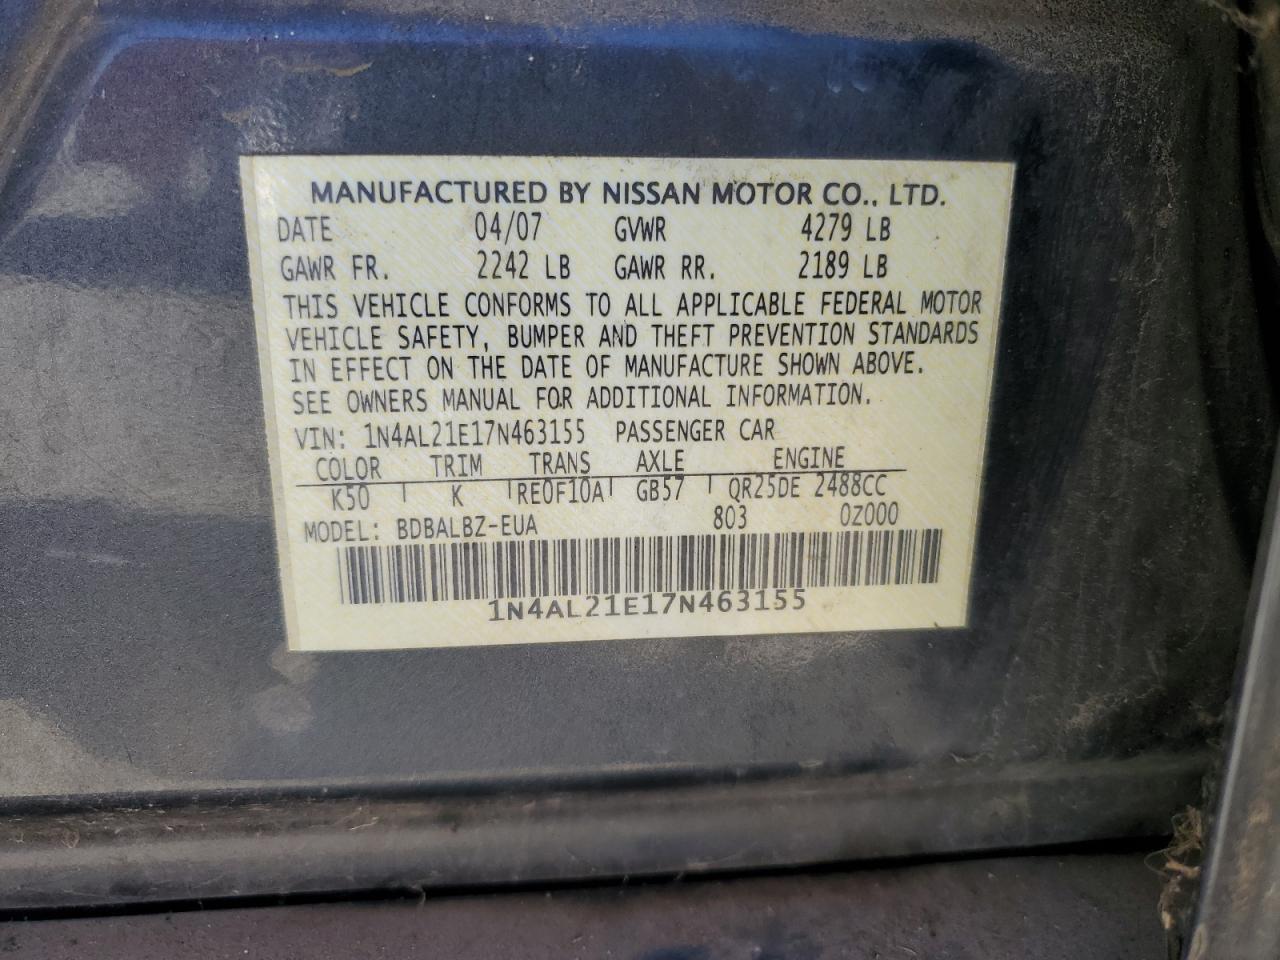 MANUFACTURED BY NISSAN MOTOR CO., LTD.
DATE 04/07 GVWR 4279 LB
GAWR FR. 2242 LB GAWR RR. 2189 LB
THIS VEHICLE CONFORMS TO ALL APPLICABLE FEDERAL MOTOR
VEHICLE SAFETY, BUMPER AND THEFT PREVENTION STANDARDS
IN EFFECT ON THE DATE OF MANUFACTURE SHOWN ABOVE.
SEE OWNERS MANUAL FOR ADDITIONAL INFORMATION.
VIN: 1N4AL21E17N463155 PASSENGER CAR
COLOR TRIM TRANS AXLE ENGINE
K50 K RE0F10A GB57 QR25DE 2488CC
MODEL: BDBALBZ-EUA 803 0Z000
1N4AL21E17N463155